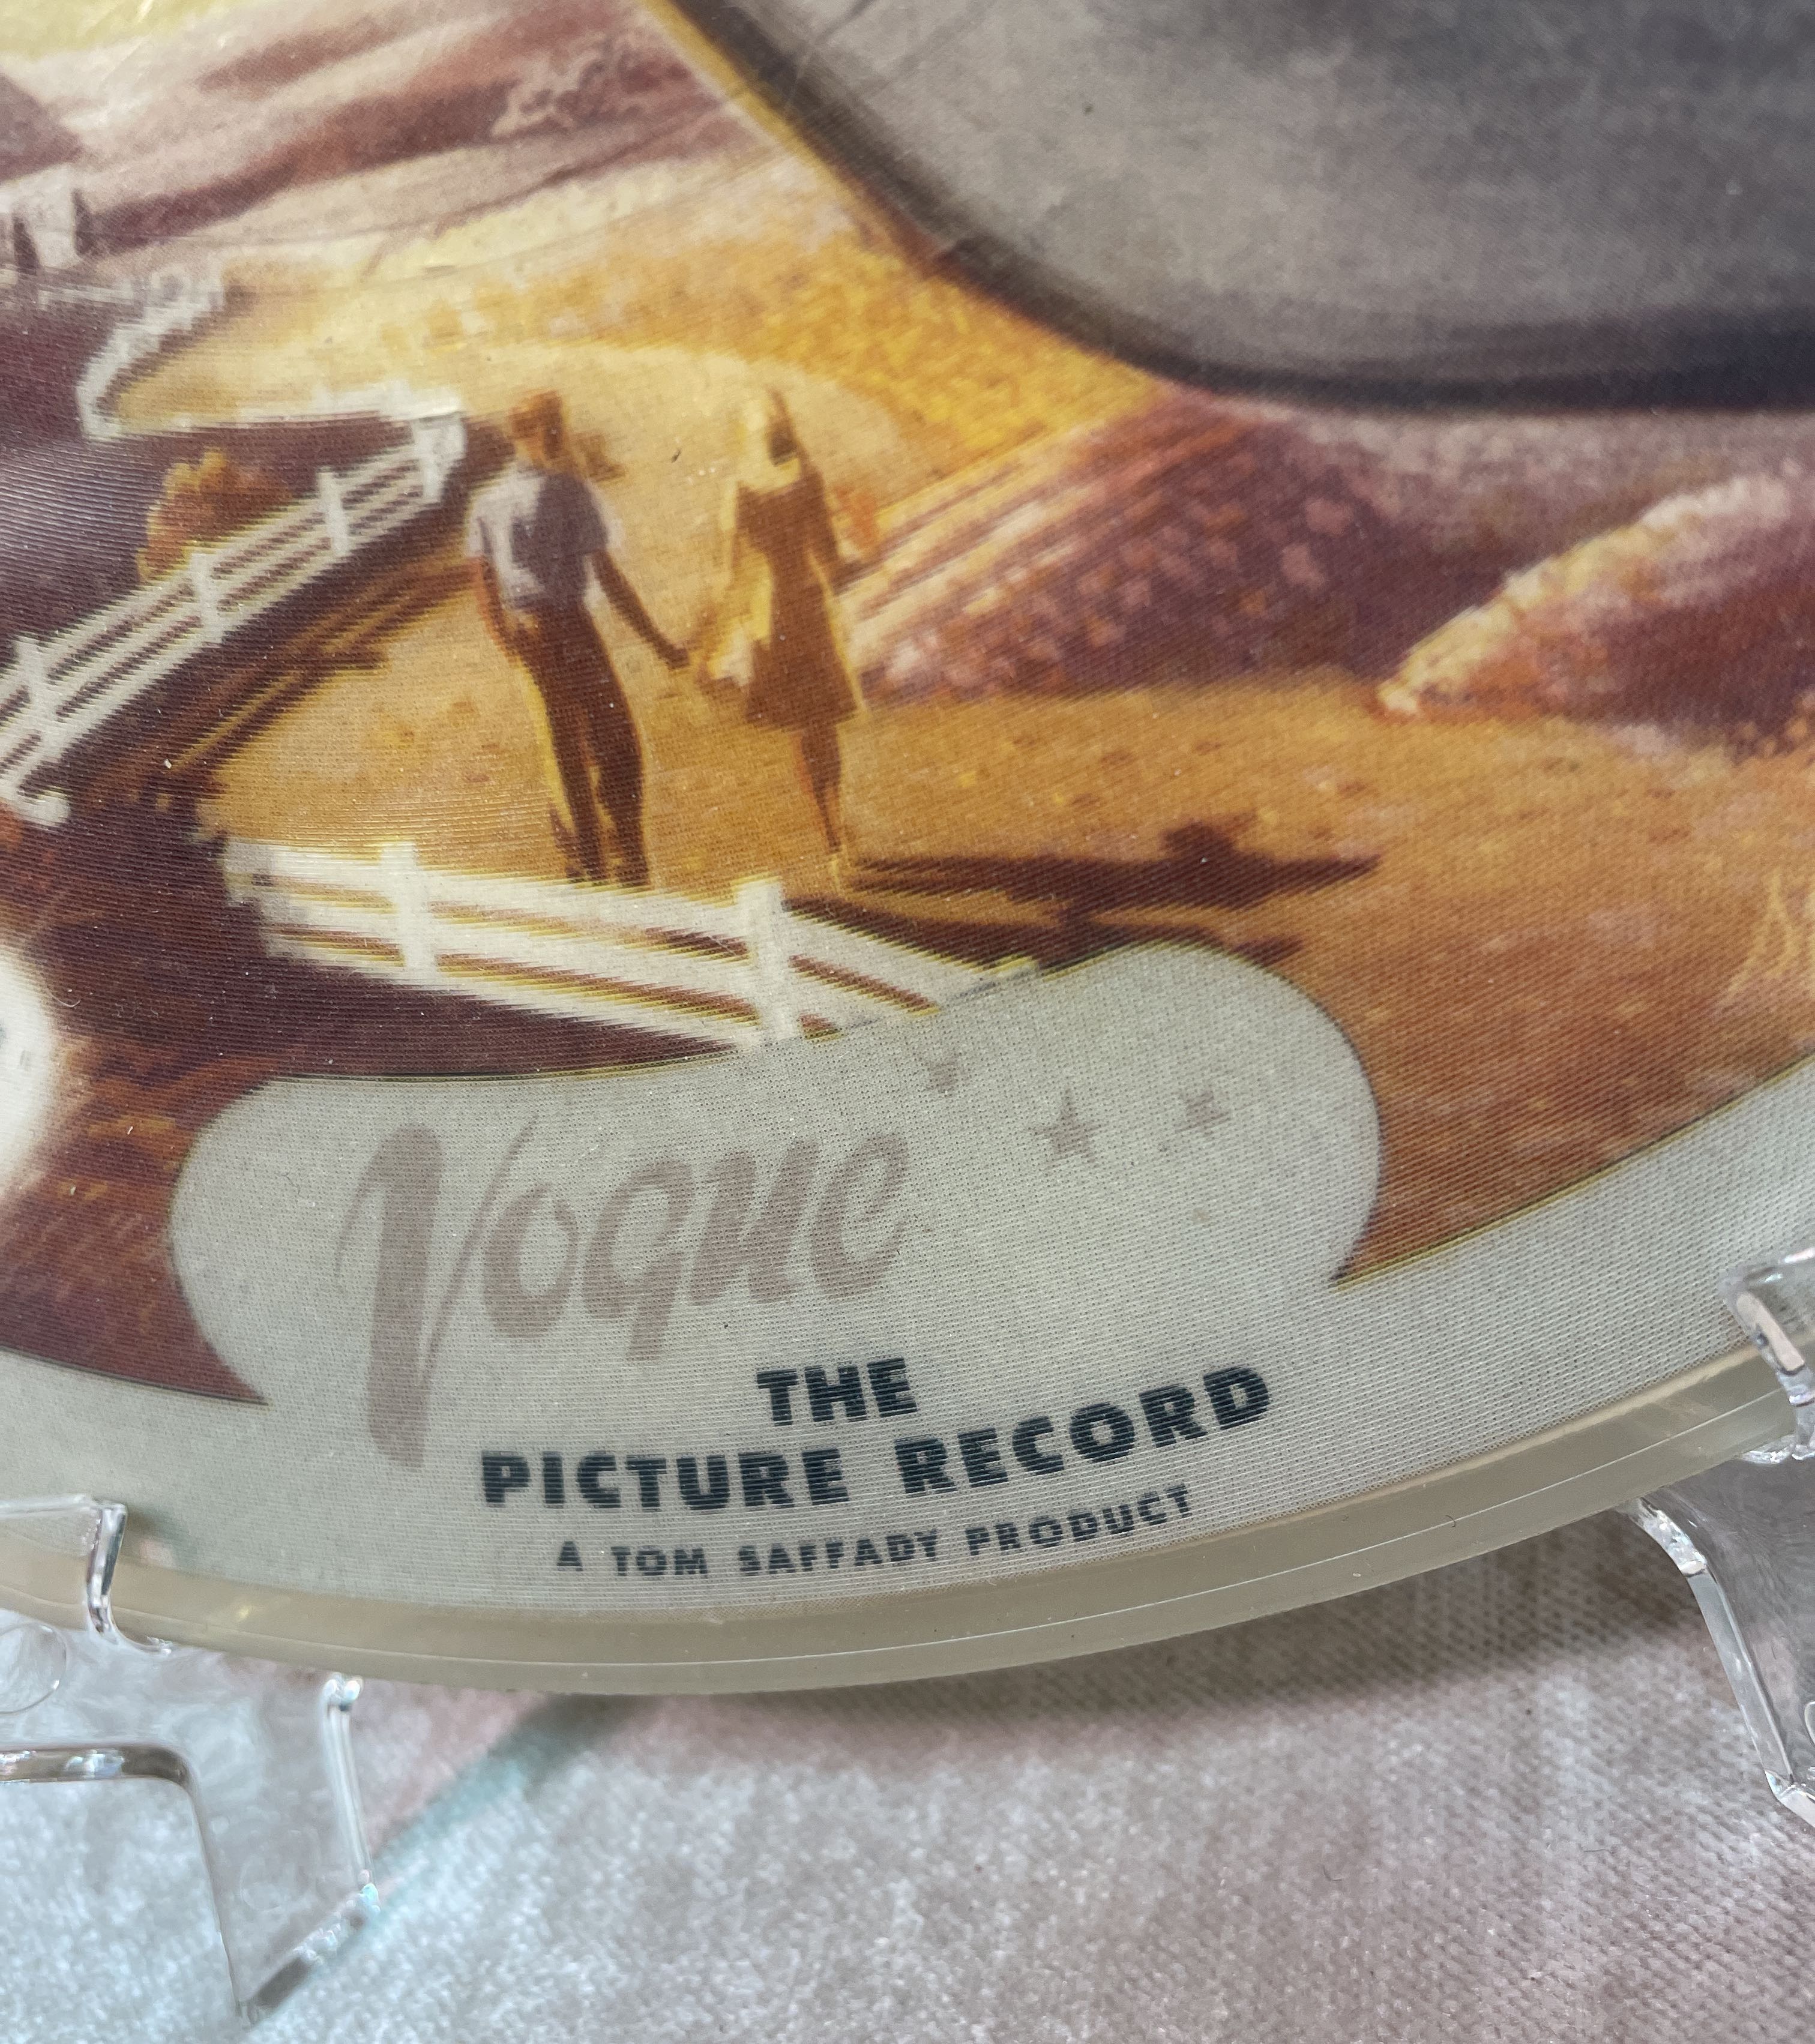 Vogue
THE
PICTURE RECORD
A TOM SAFFADY PRODUCT